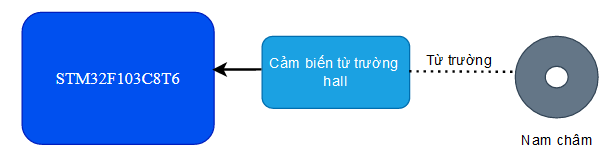 STM32F103C8T6
Cảm biến từ trường
hall
Từ trường
Nam châm